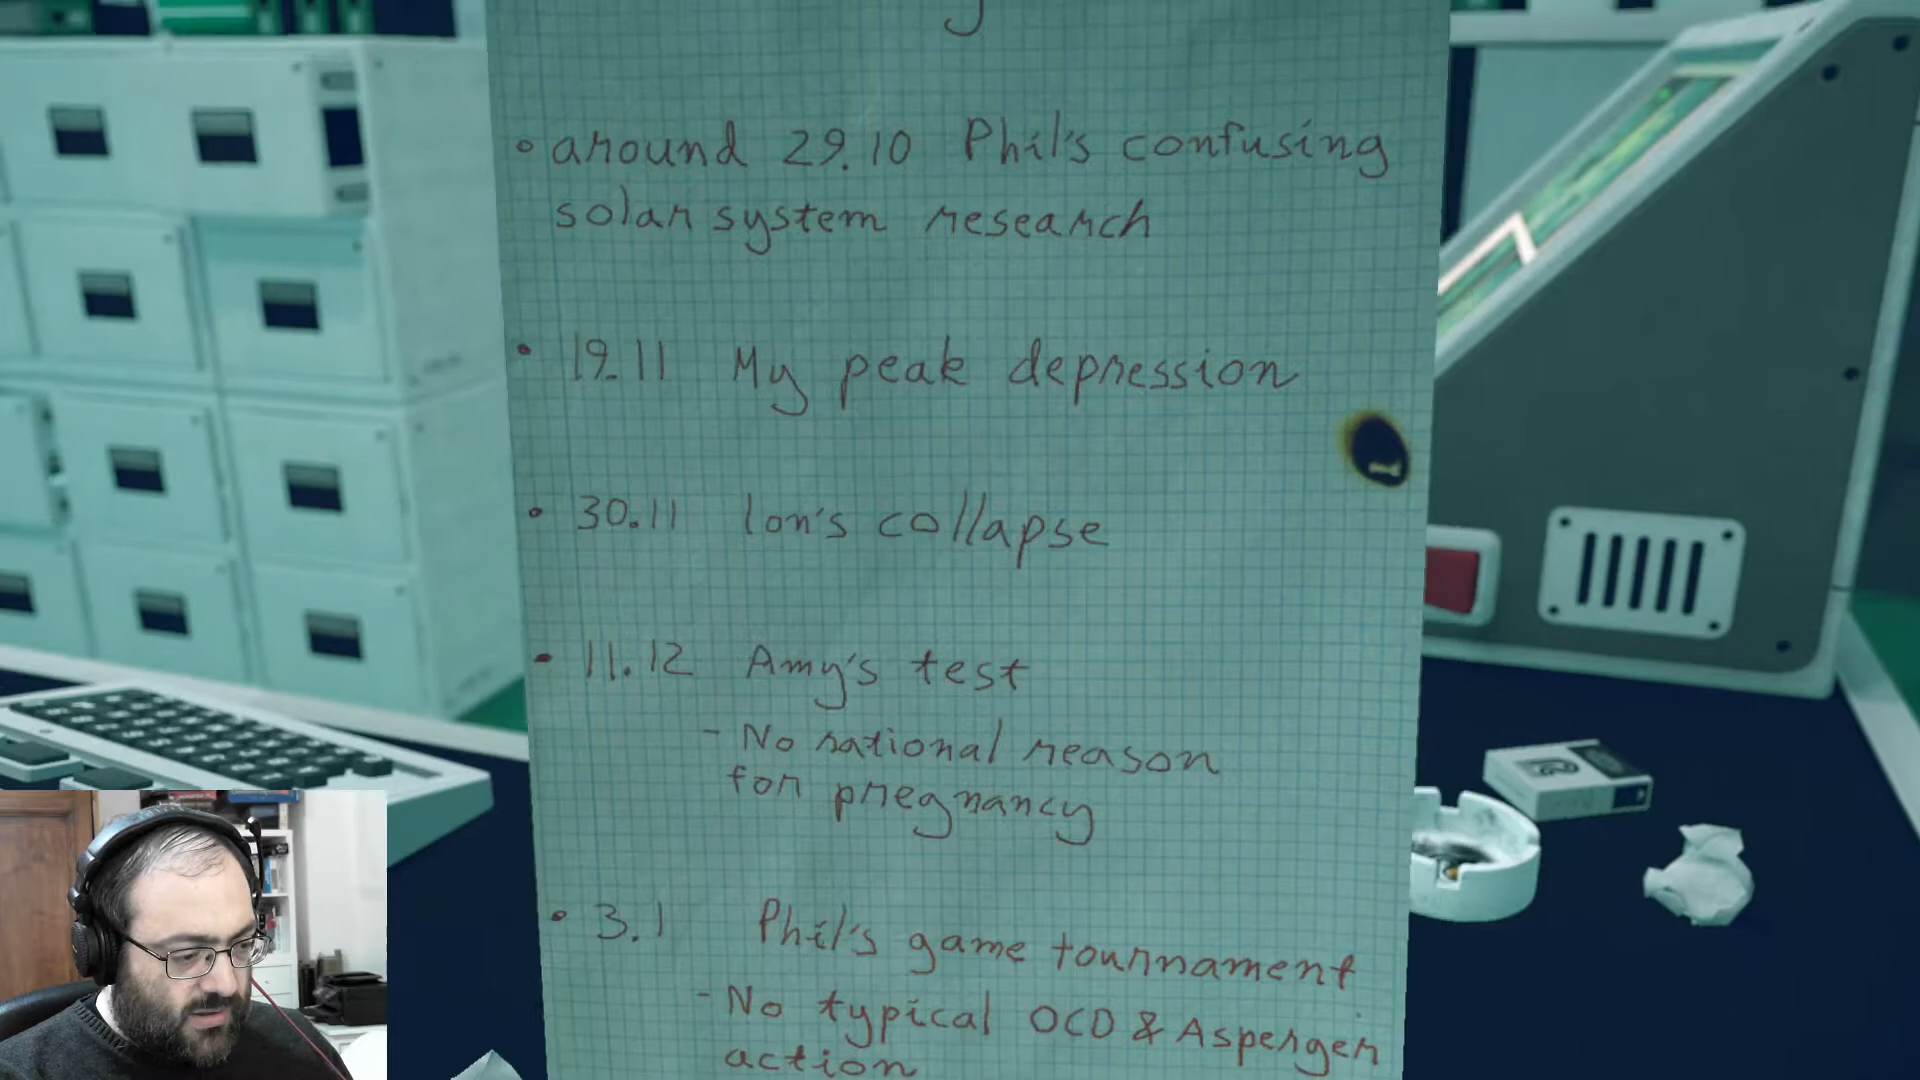 • around 29.10 Phil's confusing
solar system research
• 19.11 My peak depression
• 30.11 Ion's collapse
• 11.12 Amy's test
- No rational reason
for pregnancy
• 3.1 Phil's game tournament
- No typical OCD & Asperger
action